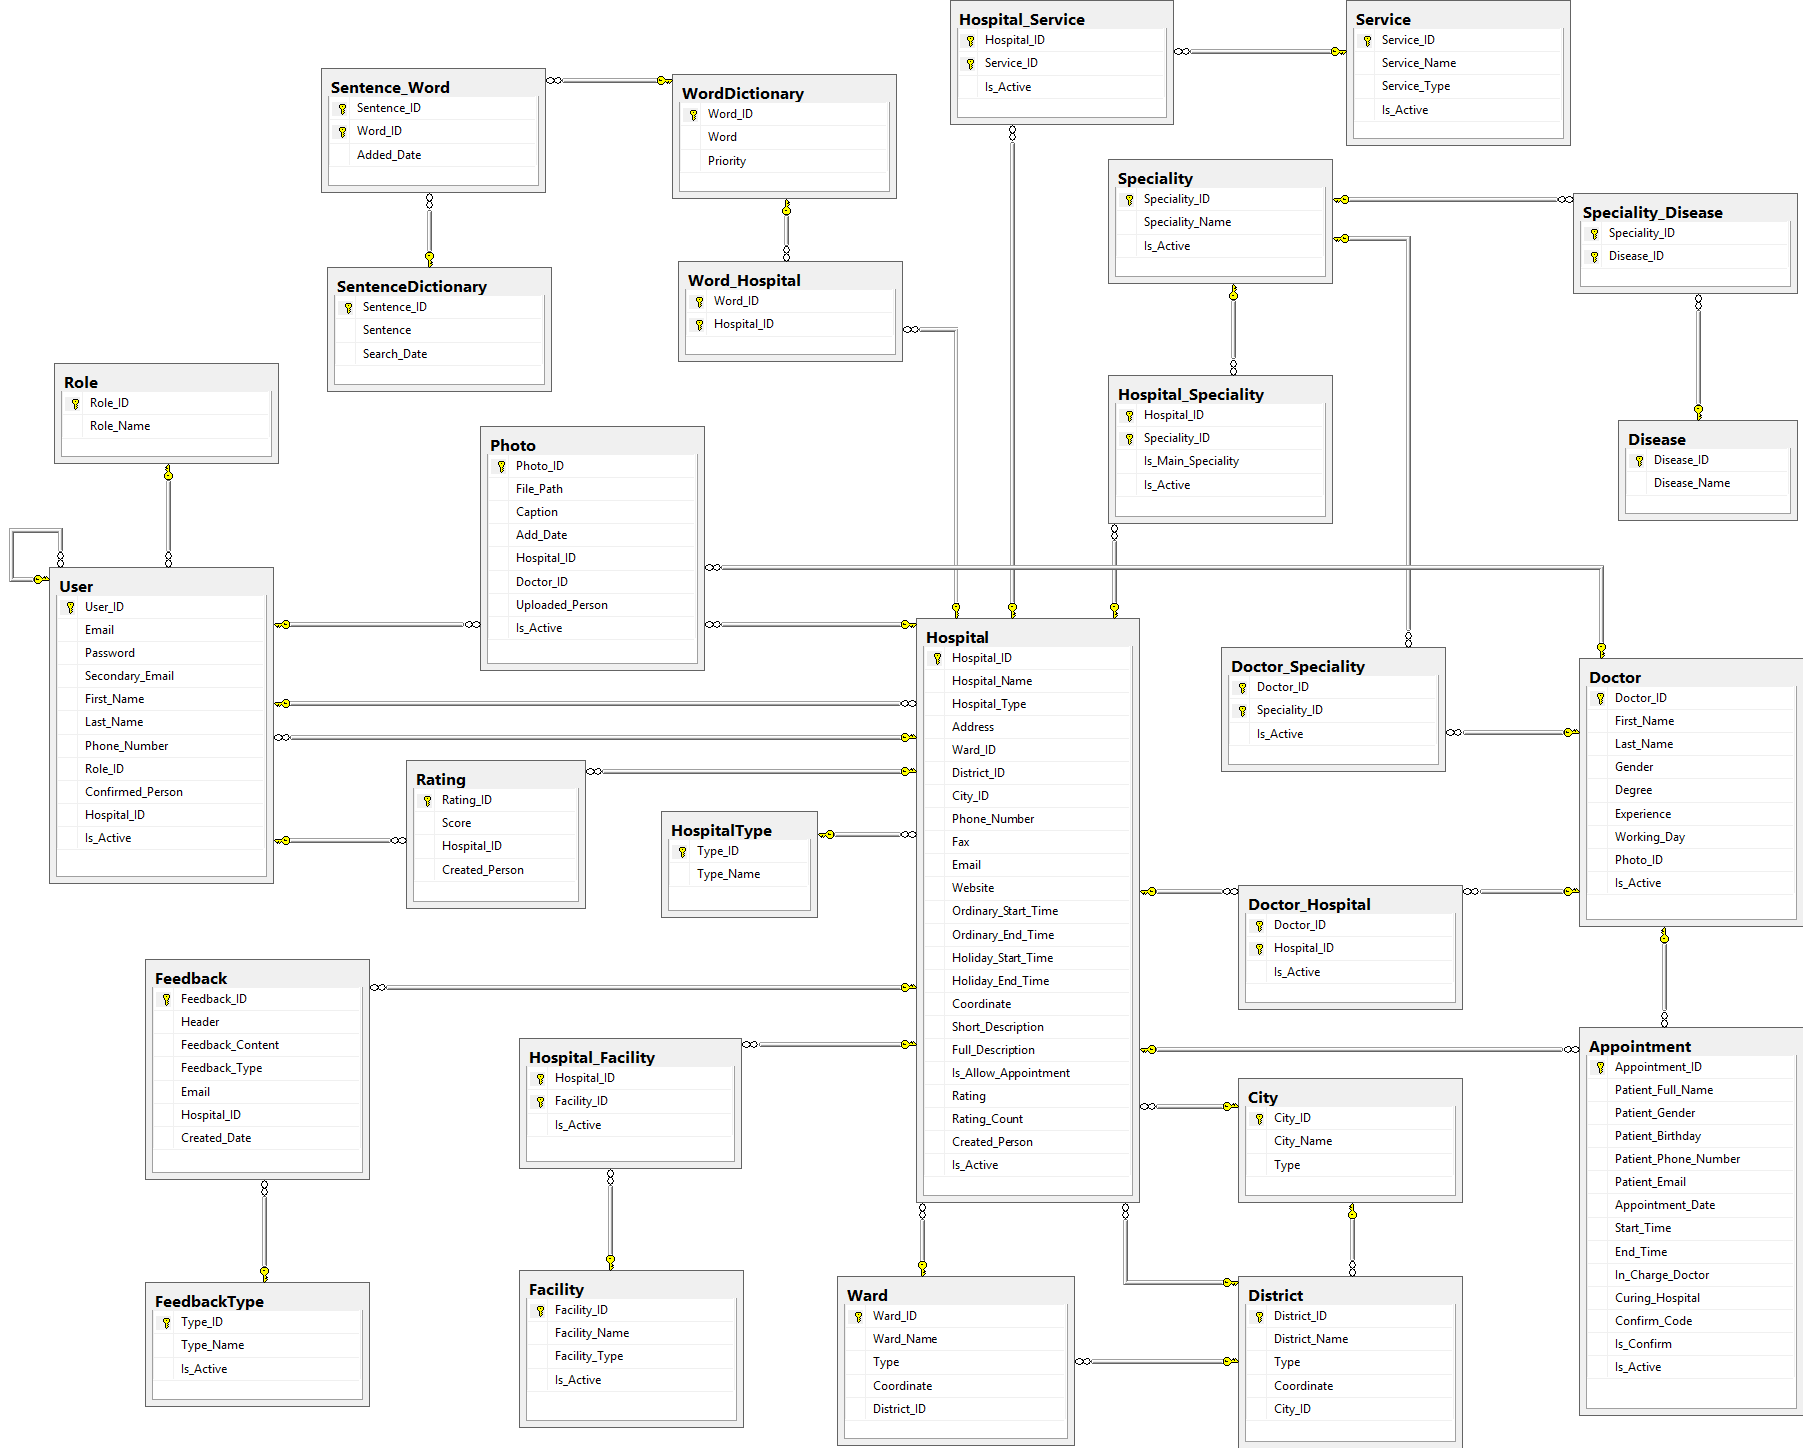 Hospital_Service
Hospital_ID
Service_ID
Is_Active
Service
Service_ID
Service_Name
Service_Type
Is_Active
Sentence_Word
Sentence_ID
Word_ID
Added_Date
WordDictionary
Word_ID
Word
Priority
Speciality
Speciality_ID
Speciality_Name
Is_Active
Speciality_Disease
Speciality_ID
Disease_ID
SentenceDictionary
Sentence_ID
Sentence
Search_Date
Word_Hospital
Word_ID
Hospital_ID
Role
Role_ID
Role_Name
Hospital_Speciality
Hospital_ID
Speciality_ID
Is_Main_Speciality
Is_Active
Disease
Disease_ID
Disease_Name
Photo
Photo_ID
File_Path
Caption
Add_Date
Hospital_ID
Doctor_ID
Uploaded_Person
Is_Active
User
User_ID
Email
Password
Secondary_Email
First_Name
Last_Name
Phone_Number
Role_ID
Confirmed_Person
Hospital_ID
Is_Active
Hospital
Hospital_ID
Hospital_Name
Hospital_Type
Address
Ward_ID
District_ID
City_ID
Phone_Number
Fax
Email
Website
Ordinary_Start_Time
Ordinary_End_Time
Holiday_Start_Time
Holiday_End_Time
Coordinate
Short_Description
Full_Description
Is_Allow_Appointment
Rating
Rating_Count
Created_Person
Is_Active
Doctor_Speciality
Doctor_ID
Speciality_ID
Is_Active
Doctor
Doctor_ID
First_Name
Last_Name
Gender
Degree
Experience
Working_Day
Photo_ID
Is_Active
Rating
Rating_ID
Score
Hospital_ID
Created_Person
HospitalType
Type_ID
Type_Name
Doctor_Hospital
Doctor_ID
Hospital_ID
Is_Active
Feedback
Feedback_ID
Header
Feedback_Content
Feedback_Type
Email
Hospital_ID
Created_Date
Hospital_Facility
Hospital_ID
Facility_ID
Is_Active
City
City_ID
City_Name
Type
Appointment
Appointment_ID
Patient_Full_Name
Patient_Gender
Patient_Birthday
Patient_Phone_Number
Patient_Email
Appointment_Date
Start_Time
End_Time
In_Charge_Doctor
Curing_Hospital
Confirm_Code
Is_Confirm
Is_Active
FeedbackType
Type_ID
Type_Name
Is_Active
Facility
Facility_ID
Facility_Name
Facility_Type
Is_Active
Ward
Ward_ID
Ward_Name
Type
Coordinate
District_ID
District
District_ID
District_Name
Type
Coordinate
City_ID